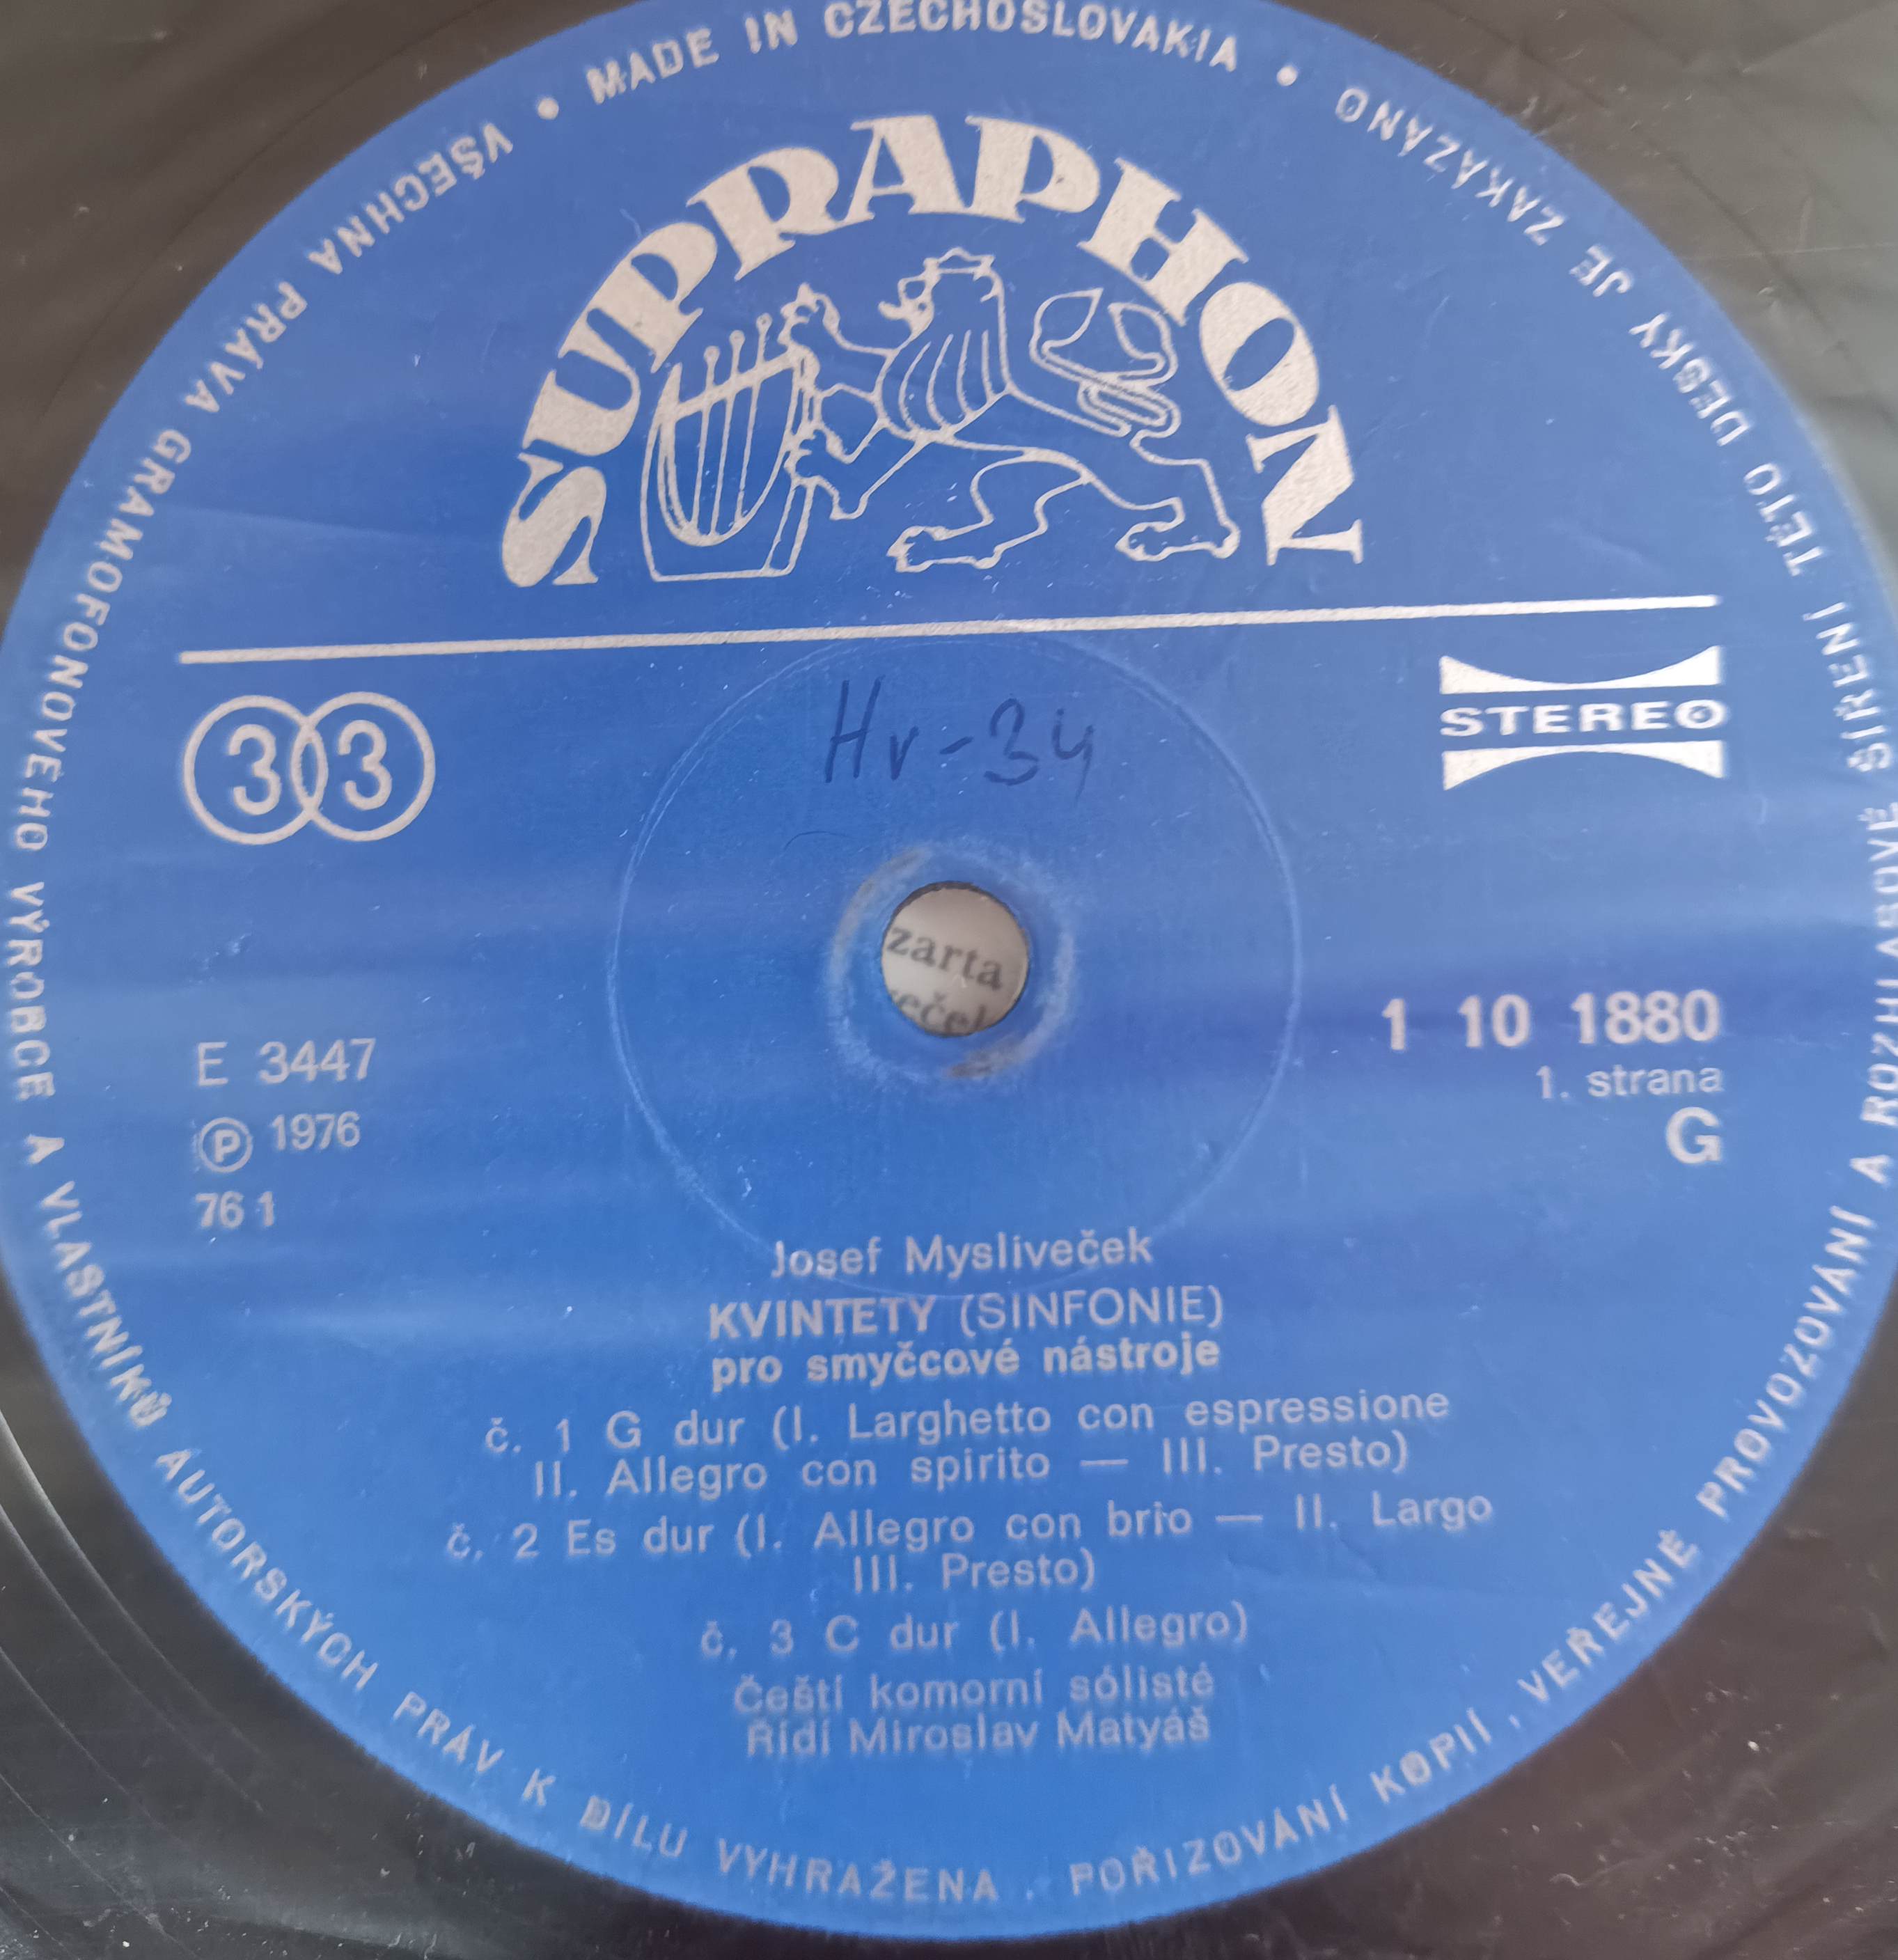 • MADE IN CZECHOSLOVAKIA •
VŠECHNA PRÁVA GRAMOFONOVÉHO VÝROBCE A VLASTNÍKŮ AUTORSKÝCH PRÁV K DÍLU VYHRAŽENA . POŘIZOVÁNÍ KOPIÍ , VEŘEJNÉ PROVOZOVÁNÍ A ROZHLASOVÉ ŠÍŘENÍ TÉTO DESKY JE ZAKÁZÁNO
SUPRAPHON
33
Hv-34
STEREO
zarta
E 3447
Ⓟ 1976
76 1
1 10 1880
1. strana
G
Josef Mysliveček
KVINTETY (SINFONIE)
pro smyčcové nástroje
č. 1 G dur (I. Larghetto con espressione
II. Allegro con spirito — III. Presto)
č. 2 Es dur (I. Allegro con brio — II. Largo
III. Presto)
č. 3 C dur (I. Allegro)
Čeští komorní sólisté
Řídí Miroslav Matyáš